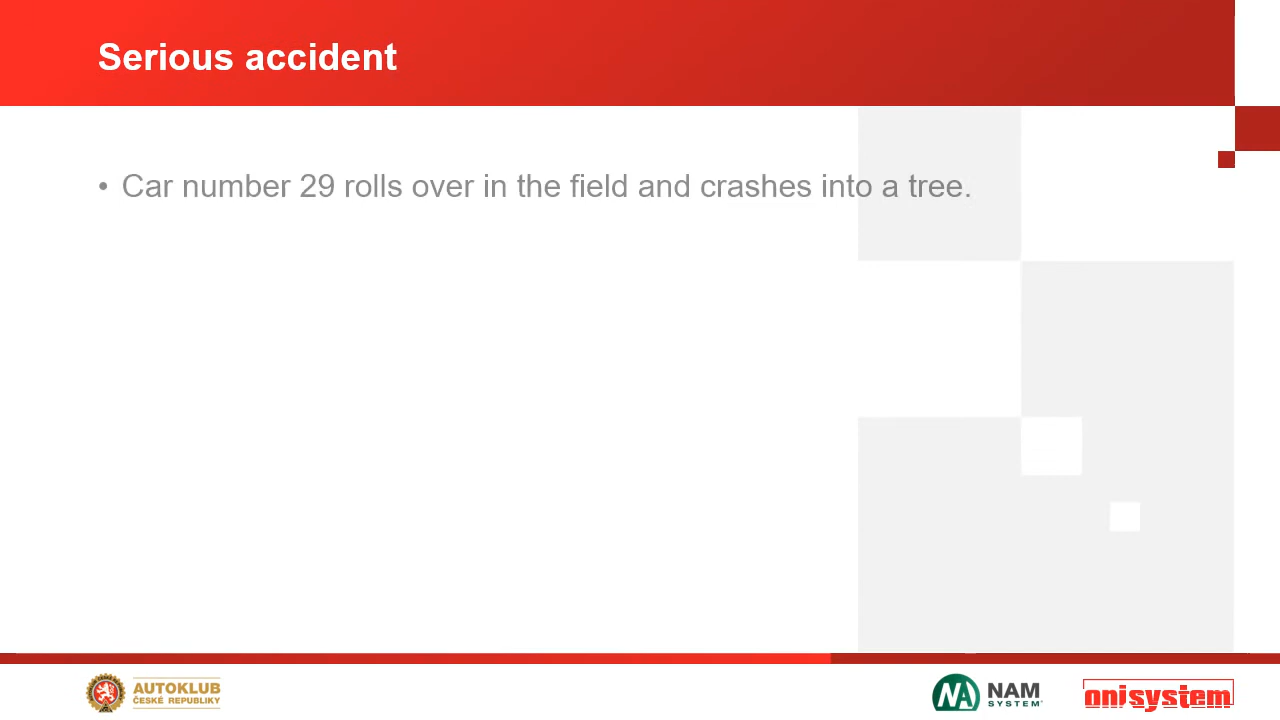 Serious accident
• Car number 29 rolls over in the field and crashes into a tree.
AUTOKLUB
ČESKÉ REPUBLIKY
NAM
SYSTEM
onisystem